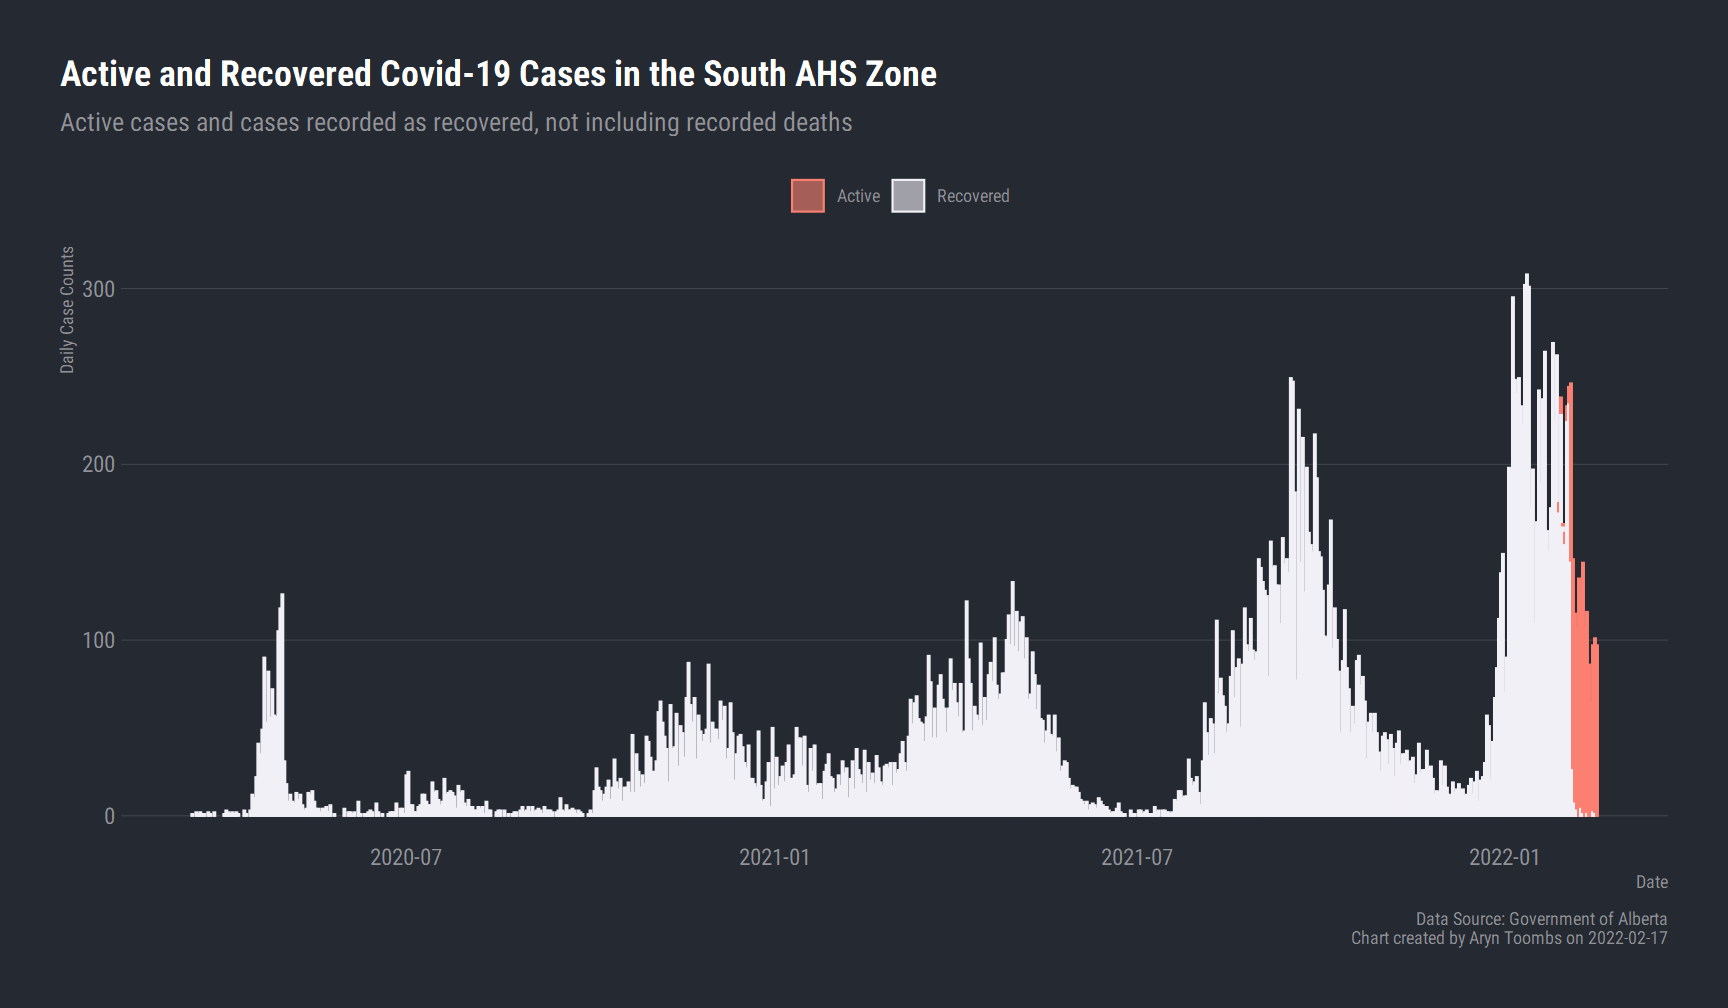 Active and Recovered Covid-19 Cases in the South AHS Zone
Active cases and cases recorded as recovered, not including recorded deaths
Active
Recovered
Daily Case Counts
300
200
100
0
2020-07
2021-01
2021-07
2022-01
Date
Data Source: Government of Alberta
Chart created by Aryn Toombs on 2022-02-17